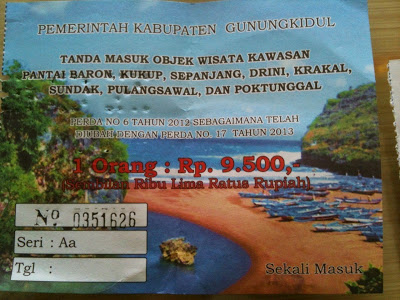 PEMERINTAH KABUPATEN GUNUNGKIDUL
TANDA MASUK OBJEK WISATA KAWASAN
PANTAI BARON, KUKUP, SEPANJANG, DRINI, KRAKAL,
SUNDAK, PULANGSAWAL, DAN POKTUNGGAL
PERDA NO 6 TAHUN 2012 SEBAGAIMANA TELAH
DIUBAH DENGAN PERDA NO. 17 TAHUN 2013
1 Orang : Rp. 9.500,-
(Sembilan Ribu Lima Ratus Rupiah)
Nº 0351626
Seri : Aa
Tgl :
Sekali Masuk